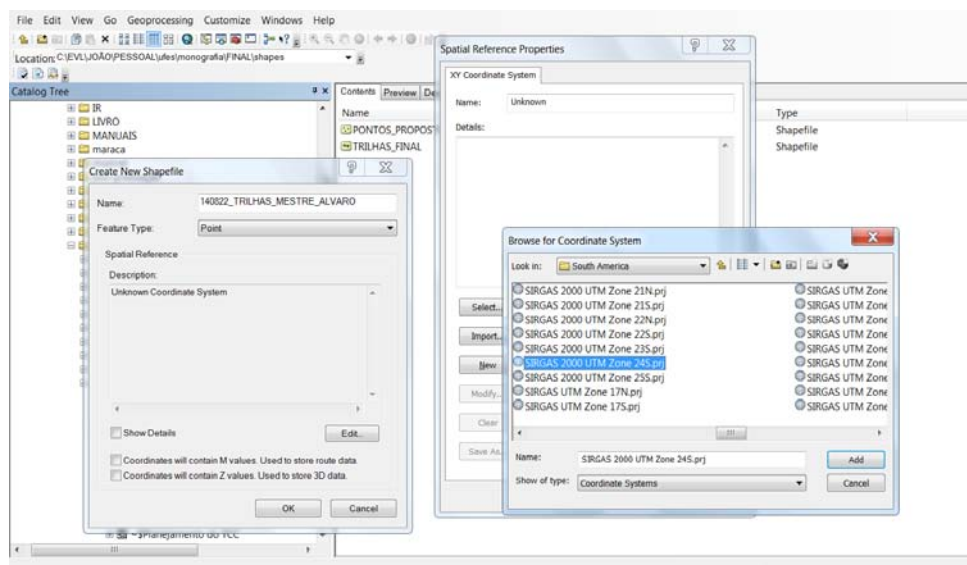 File Edit View Go Geoprocessing Customize Windows Help
Location: C:\EVL\JOÃO\PESSOAL\ufes\monografia\FINAL\shapes
Catalog Tree
IR
LIVRO
MANUAIS
maraca
~$Planejamento do TCC
Contents Preview
Name
Type
PONTOS_PROPOST
Shapefile
TRILHAS_FINAL
Shapefile
Create New Shapefile
Name:
140822_TRILHAS_MESTRE_ALVARO
Feature Type:
Point
Spatial Reference
Description:
Unknown Coordinate System
Show Details
Edit...
Coordinates will contain M values. Used to store route data.
Coordinates will contain Z values. Used to store 3D data.
OK
Cancel
Spatial Reference Properties
XY Coordinate System
Name:
Unknown
Details:
Select...
Import...
New
Modify...
Clear
Save As
Browse for Coordinate System
Look in:
South America
SIRGAS 2000 UTM Zone 21N.prj
SIRGAS 2000 UTM Zone 21S.prj
SIRGAS 2000 UTM Zone 22N.prj
SIRGAS 2000 UTM Zone 22S.prj
SIRGAS 2000 UTM Zone 23S.prj
SIRGAS 2000 UTM Zone 24S.prj
SIRGAS 2000 UTM Zone 25S.prj
SIRGAS UTM Zone 17N.prj
SIRGAS UTM Zone 17S.prj
SIRGAS UTM Zone
SIRGAS UTM Zone
SIRGAS UTM Zone
SIRGAS UTM Zone
SIRGAS UTM Zone
SIRGAS UTM Zone
SIRGAS UTM Zone
SIRGAS UTM Zone
SIRGAS UTM Zone
Name:
SIRGAS 2000 UTM Zone 24S.prj
Add
Show of type:
Coordinate Systems
Cancel